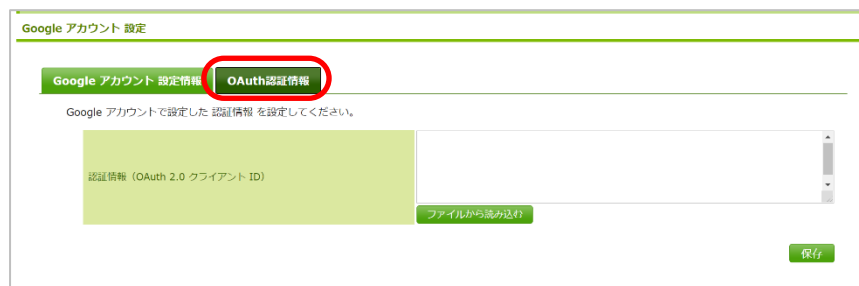 Google アカウント 設定
Google アカウント 設定情報 OAuth認証情報
Google アカウントで設定した 認証情報 を設定してください。
認証情報（OAuth 2.0 クライアント ID）
ファイルから読み込む
保存